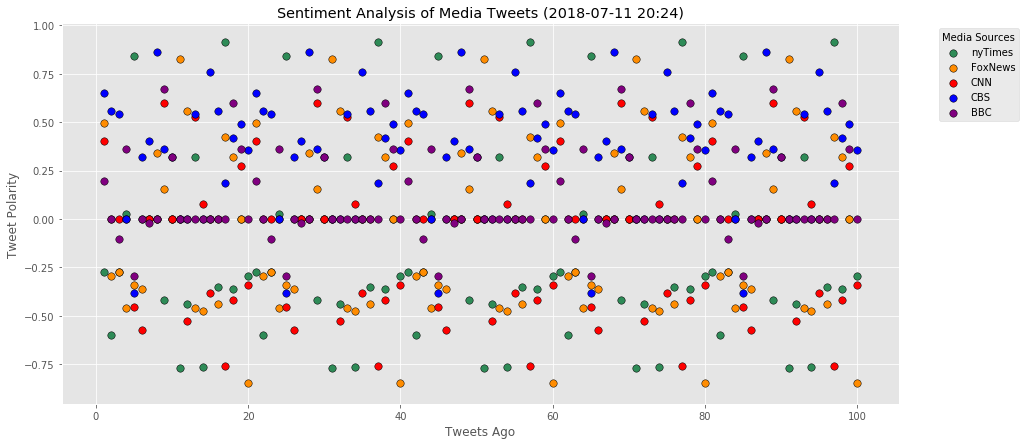 Sentiment Analysis of Media Tweets (2018-07-11 20:24)
1.00
0.75
0.50
0.25
0.00
−0.25
−0.50
−0.75
Tweet Polarity
0
20
40
60
80
100
Tweets Ago
Media Sources
nyTimes
FoxNews
CNN
CBS
BBC